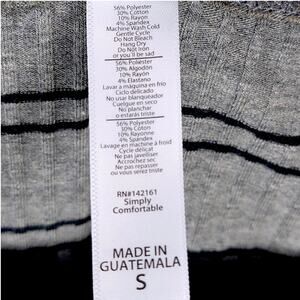 56% Polyester
30% Cotton
10% Rayon
4% Spandex
Machine Wash Cold
Gentle Cycle
Do Not Bleach
Hang Dry
Do Not Iron
or you'll be sad
56% Poliester
30% Algodón
10% Rayón
4% Elastano
Lavar a máquina en frío
Ciclo delicado
No usar blanqueador
Cuelgue en seco
No planchar
o estarás triste
56% Polyester
30% Coton
10% Rayonne
4% Spandex
Lavage en machine à froid
Cycle délicat
Ne pas javelliser
Accrochez sec
Ne pas repasser
ou vous serez triste
RN#142161
Simply
Comfortable
MADE IN
GUATEMALA
S